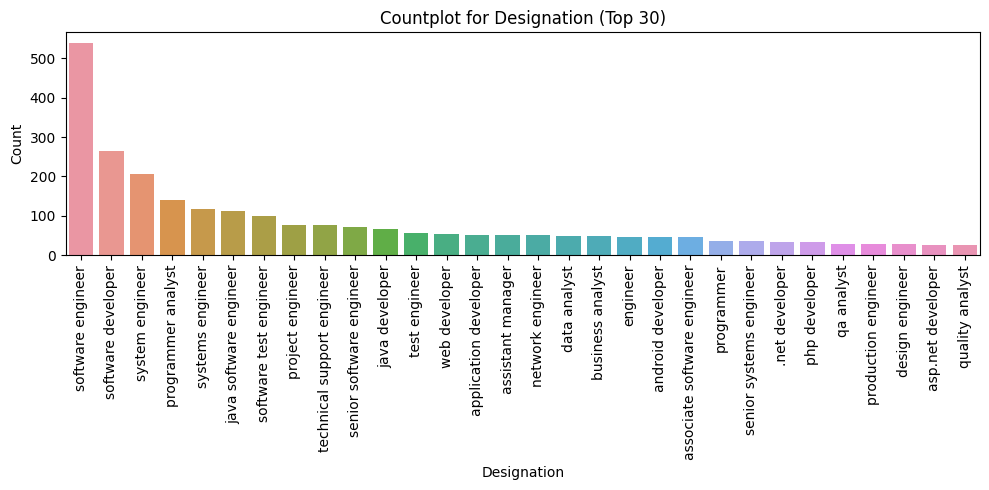 Countplot for Designation (Top 30)
Count
500
400
300
200
100
0
software engineer
software developer
system engineer
programmer analyst
systems engineer
java software engineer
software test engineer
project engineer
technical support engineer
senior software engineer
java developer
test engineer
web developer
application developer
assistant manager
network engineer
data analyst
business analyst
engineer
android developer
associate software engineer
programmer
senior systems engineer
.net developer
php developer
qa analyst
production engineer
design engineer
asp.net developer
quality analyst
Designation